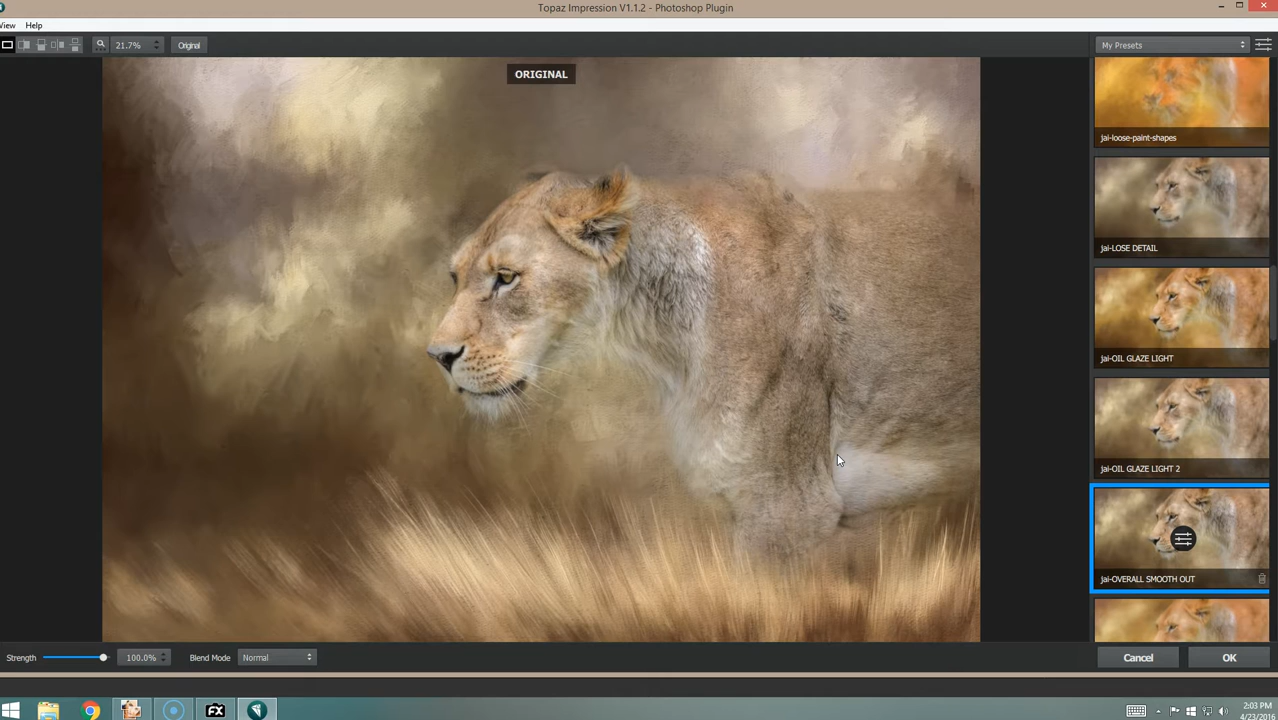 Topaz Impression V1.1.2 - Photoshop Plugin
View Help
21.7% Original My Presets
ORIGINAL
jai-loose-paint-shapes
jai-LOSE DETAIL
jai-OIL GLAZE LIGHT
jai-OIL GLAZE LIGHT 2
jai-OVERALL SMOOTH OUT
Strength 100.0% Blend Mode Normal Cancel OK
FX 2:03 PM
4/23/2016